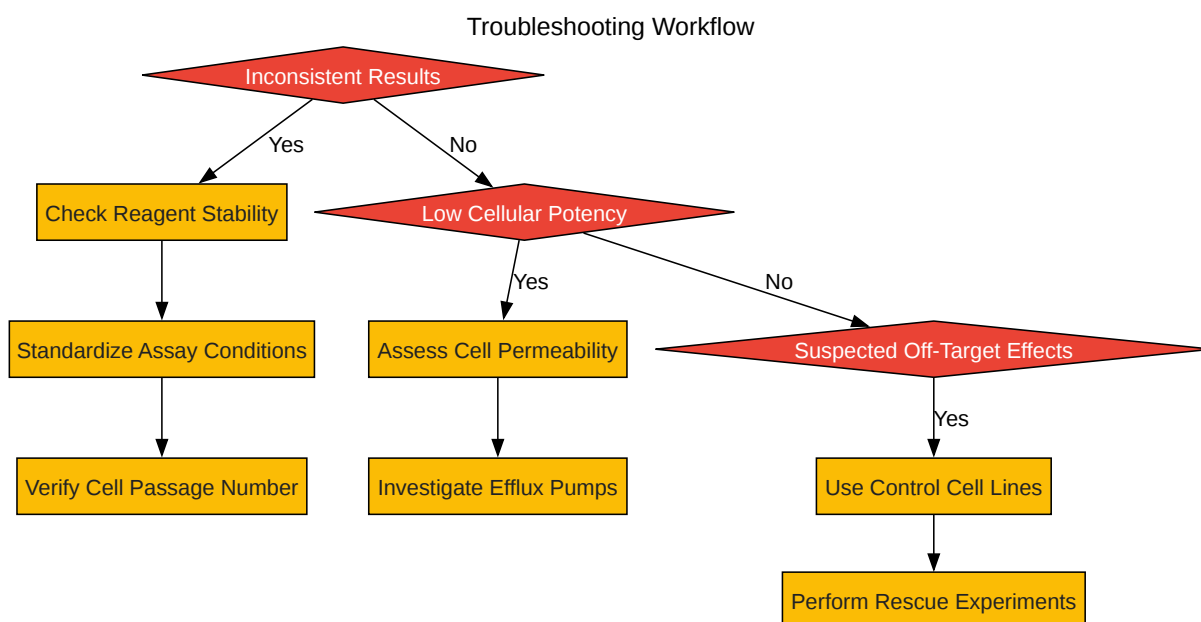 Troubleshooting Workflow
Inconsistent Results
Yes
No
Check Reagent Stability
Low Cellular Potency
Yes
No
Standardize Assay Conditions
Assess Cell Permeability
Suspected Off-Target Effects
Yes
Verify Cell Passage Number
Investigate Efflux Pumps
Use Control Cell Lines
Perform Rescue Experiments